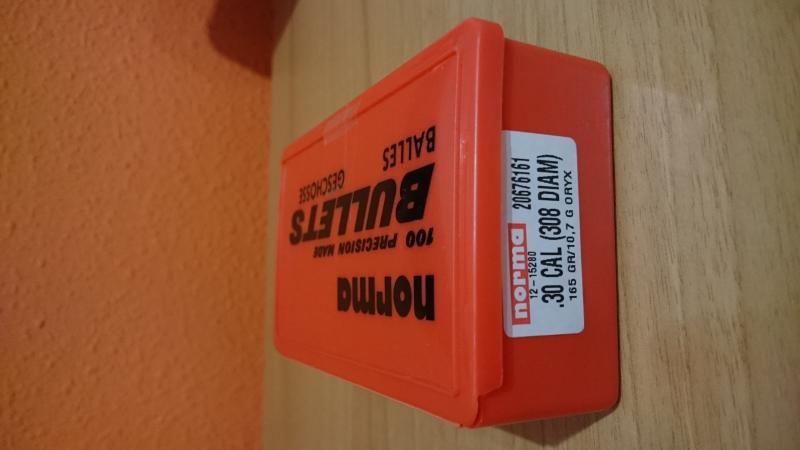 norma
100 PRECISION MADE
BULLETS
GESCHOSSE
BALLES
norma 20676161
12-15280
.30 CAL (308 DIAM)
165 GR/10,7 G ORYX